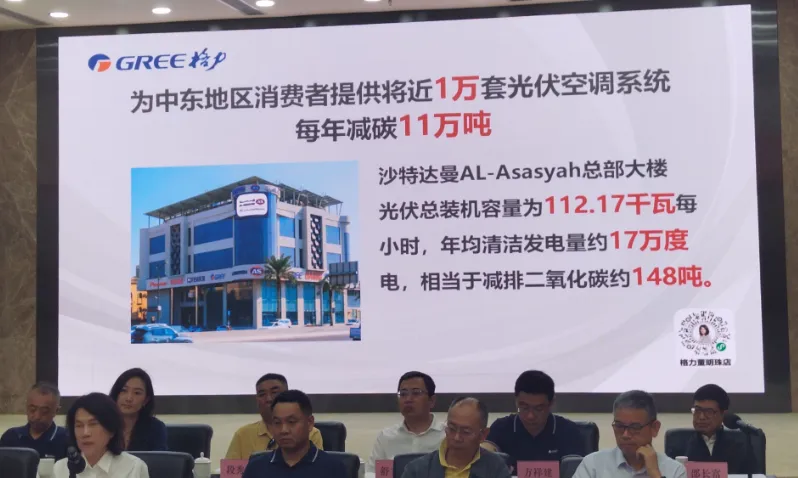 GREE 格力
为中东地区消费者提供将近1万套光伏空调系统
每年减碳11万吨
沙特达曼AL-Asasyah总部大楼
光伏总装机容量为112.17千瓦每
小时，年均清洁发电量约17万度
电，相当于减排二氧化碳约148吨。
GREE
格力董明珠店
邵长富